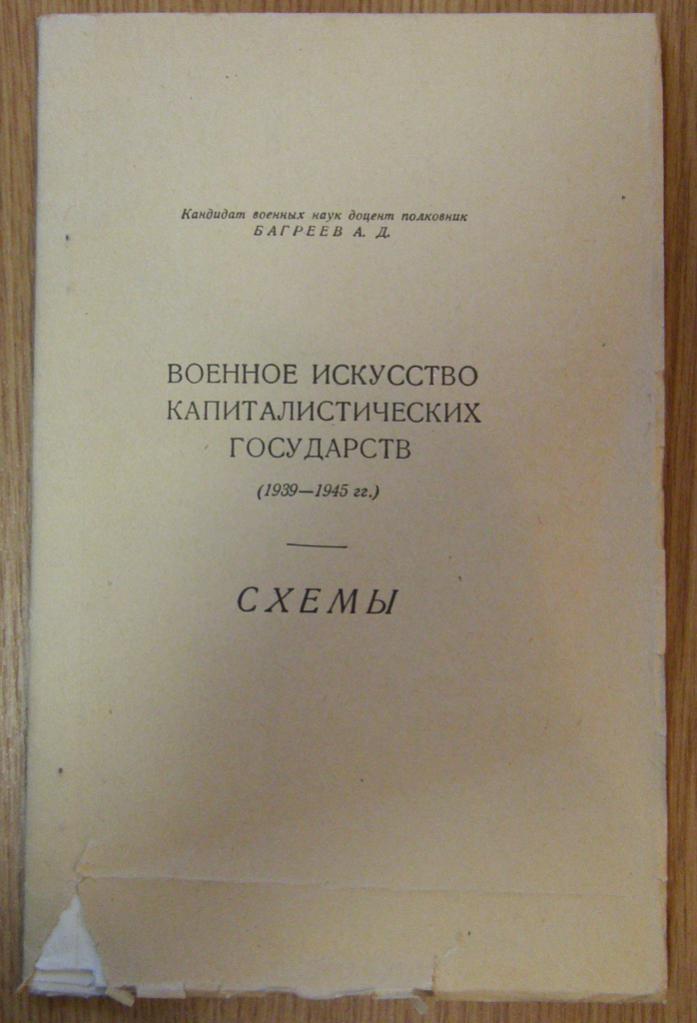 Кандидат военных наук доцент полковник
БАГРЕЕВ А. Д.
ВОЕННОЕ ИСКУССТВО
КАПИТАЛИСТИЧЕСКИХ
ГОСУДАРСТВ
(1939—1945 гг.)
СХЕМЫ